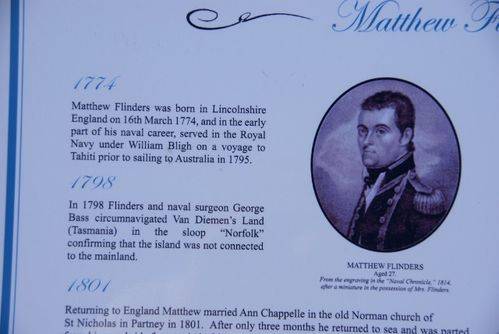 Matthew
1774
Matthew Flinders was born in Lincolnshire
England on 16th March 1774, and in the early
part of his naval career, served in the Royal
Navy under William Bligh on a voyage to
Tahiti prior to sailing to Australia in 1795.
1798
In 1798 Flinders and naval surgeon George
Bass circumnavigated Van Diemen's Land
(Tasmania) in the sloop "Norfolk"
confirming that the island was not connected
to the mainland.
MATTHEW FLINDERS
Aged 27.
From the engraving in the "Naval Chronicle," 1814,
after a miniature in the possession of Mrs. Flinders.
1801
Returning to England Matthew married Ann Chappelle in the old Norman church of
St Nicholas in Partney in 1801. After only three months he returned to sea and was parted